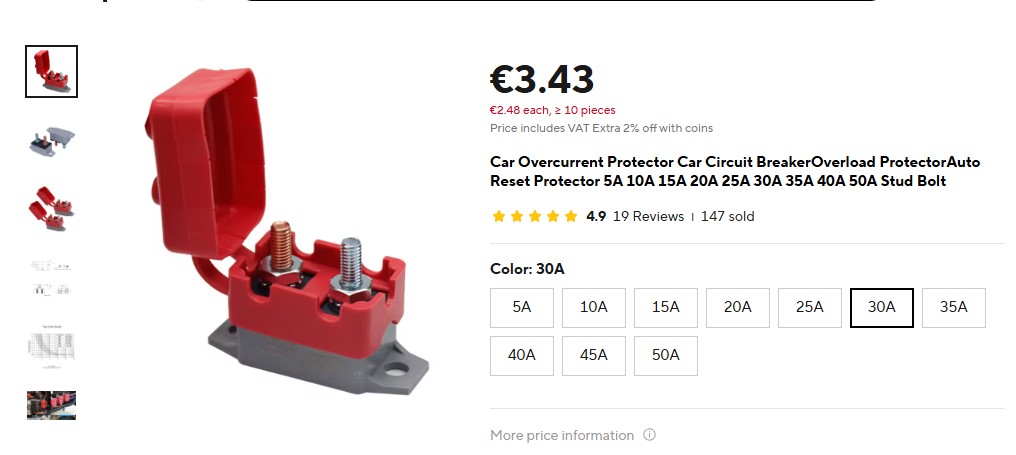 €3.43
€2.48 each, ≥ 10 pieces
Price includes VAT Extra 2% off with coins
Car Overcurrent Protector Car Circuit BreakerOverload ProtectorAuto
Reset Protector 5A 10A 15A 20A 25A 30A 35A 40A 50A Stud Bolt
4.9 19 Reviews | 147 sold
Color: 30A
5A 10A 15A 20A 25A 30A 35A
40A 45A 50A
More price information